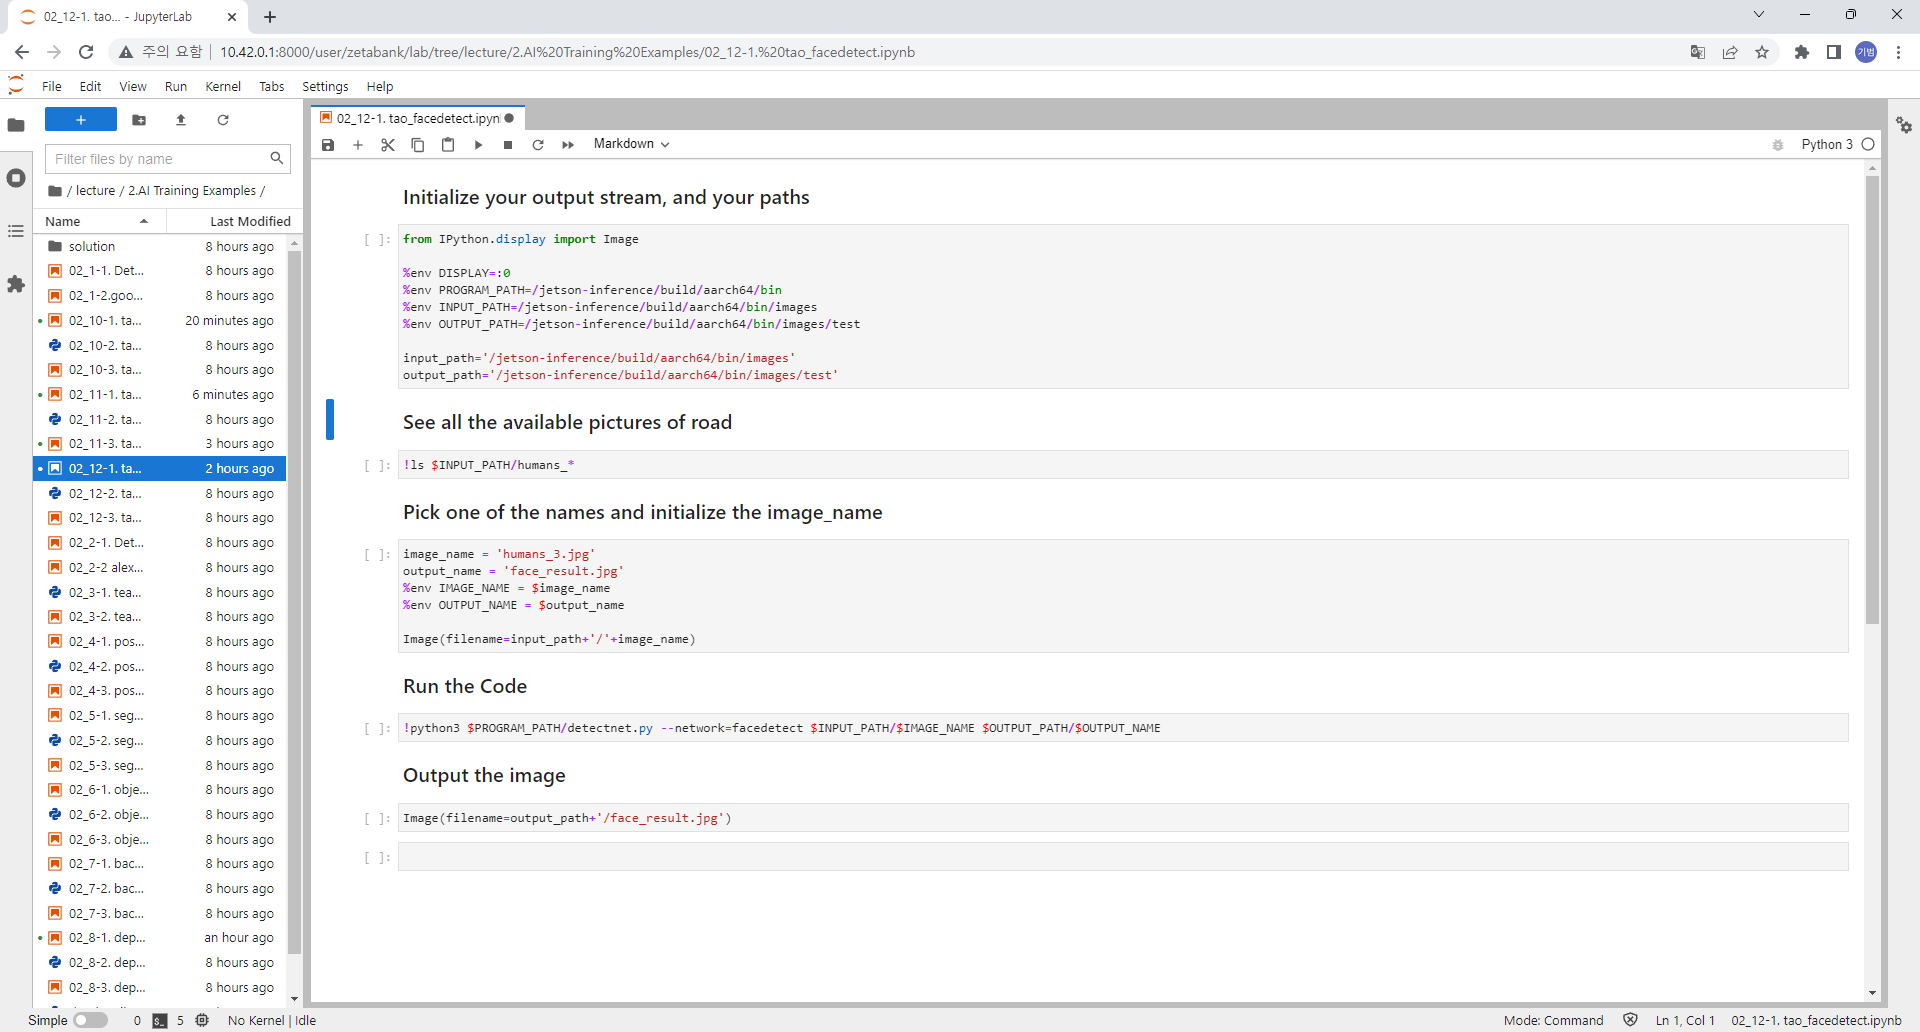 02_12-1. tao... - JupyterLab
주의 요함
10.42.0.1:8000/user/zetabank/lab/tree/lecture/2.AI%20Training%20Examples/02_12-1.%20tao_facedetect.ipynb
기범
File Edit View Run Kernel Tabs Settings Help
Filter files by name
/ lecture / 2.AI Training Examples /
Name Last Modified
solution 8 hours ago
02_1-1. Det... 8 hours ago
02_1-2.goo... 8 hours ago
02_10-1. ta... 20 minutes ago
02_10-2. ta... 8 hours ago
02_10-3. ta... 8 hours ago
02_11-1. ta... 6 minutes ago
02_11-2. ta... 8 hours ago
02_11-3. ta... 3 hours ago
02_12-1. ta... 2 hours ago
02_12-2. ta... 8 hours ago
02_12-3. ta... 8 hours ago
02_2-1. Det... 8 hours ago
02_2-2 alex... 8 hours ago
02_3-1. tea... 8 hours ago
02_3-2. tea... 8 hours ago
02_4-1. pos... 8 hours ago
02_4-2. pos... 8 hours ago
02_4-3. pos... 8 hours ago
02_5-1. seg... 8 hours ago
02_5-2. seg... 8 hours ago
02_5-3. seg... 8 hours ago
02_6-1. obje... 8 hours ago
02_6-2. obje... 8 hours ago
02_6-3. obje... 8 hours ago
02_7-1. bac... 8 hours ago
02_7-2. bac... 8 hours ago
02_7-3. bac... 8 hours ago
02_8-1. dep... an hour ago
02_8-2. dep... 8 hours ago
02_8-3. dep... 8 hours ago
02_12-1. tao_facedetect.ipynl
Markdown
Python 3
Initialize your output stream, and your paths
[ ]: from IPython.display import Image
%env DISPLAY=:0
%env PROGRAM_PATH=/jetson-inference/build/aarch64/bin
%env INPUT_PATH=/jetson-inference/build/aarch64/bin/images
%env OUTPUT_PATH=/jetson-inference/build/aarch64/bin/images/test
input_path='/jetson-inference/build/aarch64/bin/images'
output_path='/jetson-inference/build/aarch64/bin/images/test'
See all the available pictures of road
[ ]: !ls $INPUT_PATH/humans_*
Pick one of the names and initialize the image_name
[ ]: image_name = 'humans_3.jpg'
output_name = 'face_result.jpg'
%env IMAGE_NAME = $image_name
%env OUTPUT_NAME = $output_name
Image(filename=input_path+'/'+image_name)
Run the Code
[ ]: !python3 $PROGRAM_PATH/detectnet.py --network=facedetect $INPUT_PATH/$IMAGE_NAME $OUTPUT_PATH/$OUTPUT_NAME
Output the image
[ ]: Image(filename=output_path+'/face_result.jpg')
[ ]:
Simple 0 5 No Kernel | Idle
Mode: Command Ln 1, Col 1 02_12-1. tao_facedetect.ipynb